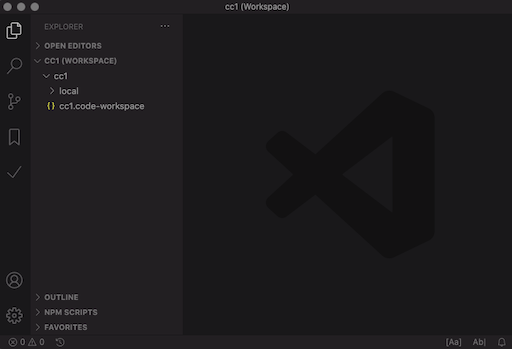 cc1 (Workspace)
EXPLORER
OPEN EDITORS
CC1 (WORKSPACE)
cc1
local
{} cc1.code-workspace
OUTLINE
NPM SCRIPTS
FAVORITES
0 0 [Aa] Ab|